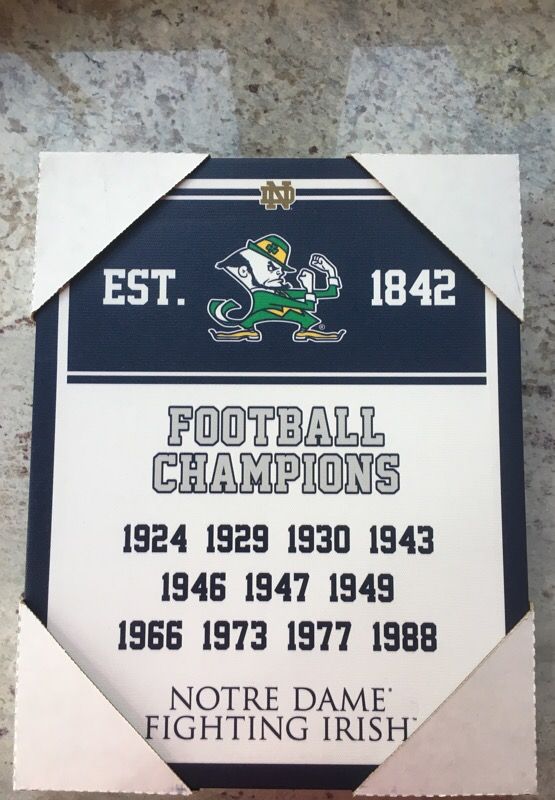 ND
EST. 1842
FOOTBALL
CHAMPIONS
1924 1929 1930 1943
1946 1947 1949
1966 1973 1977 1988
NOTRE DAME®
FIGHTING IRISH™